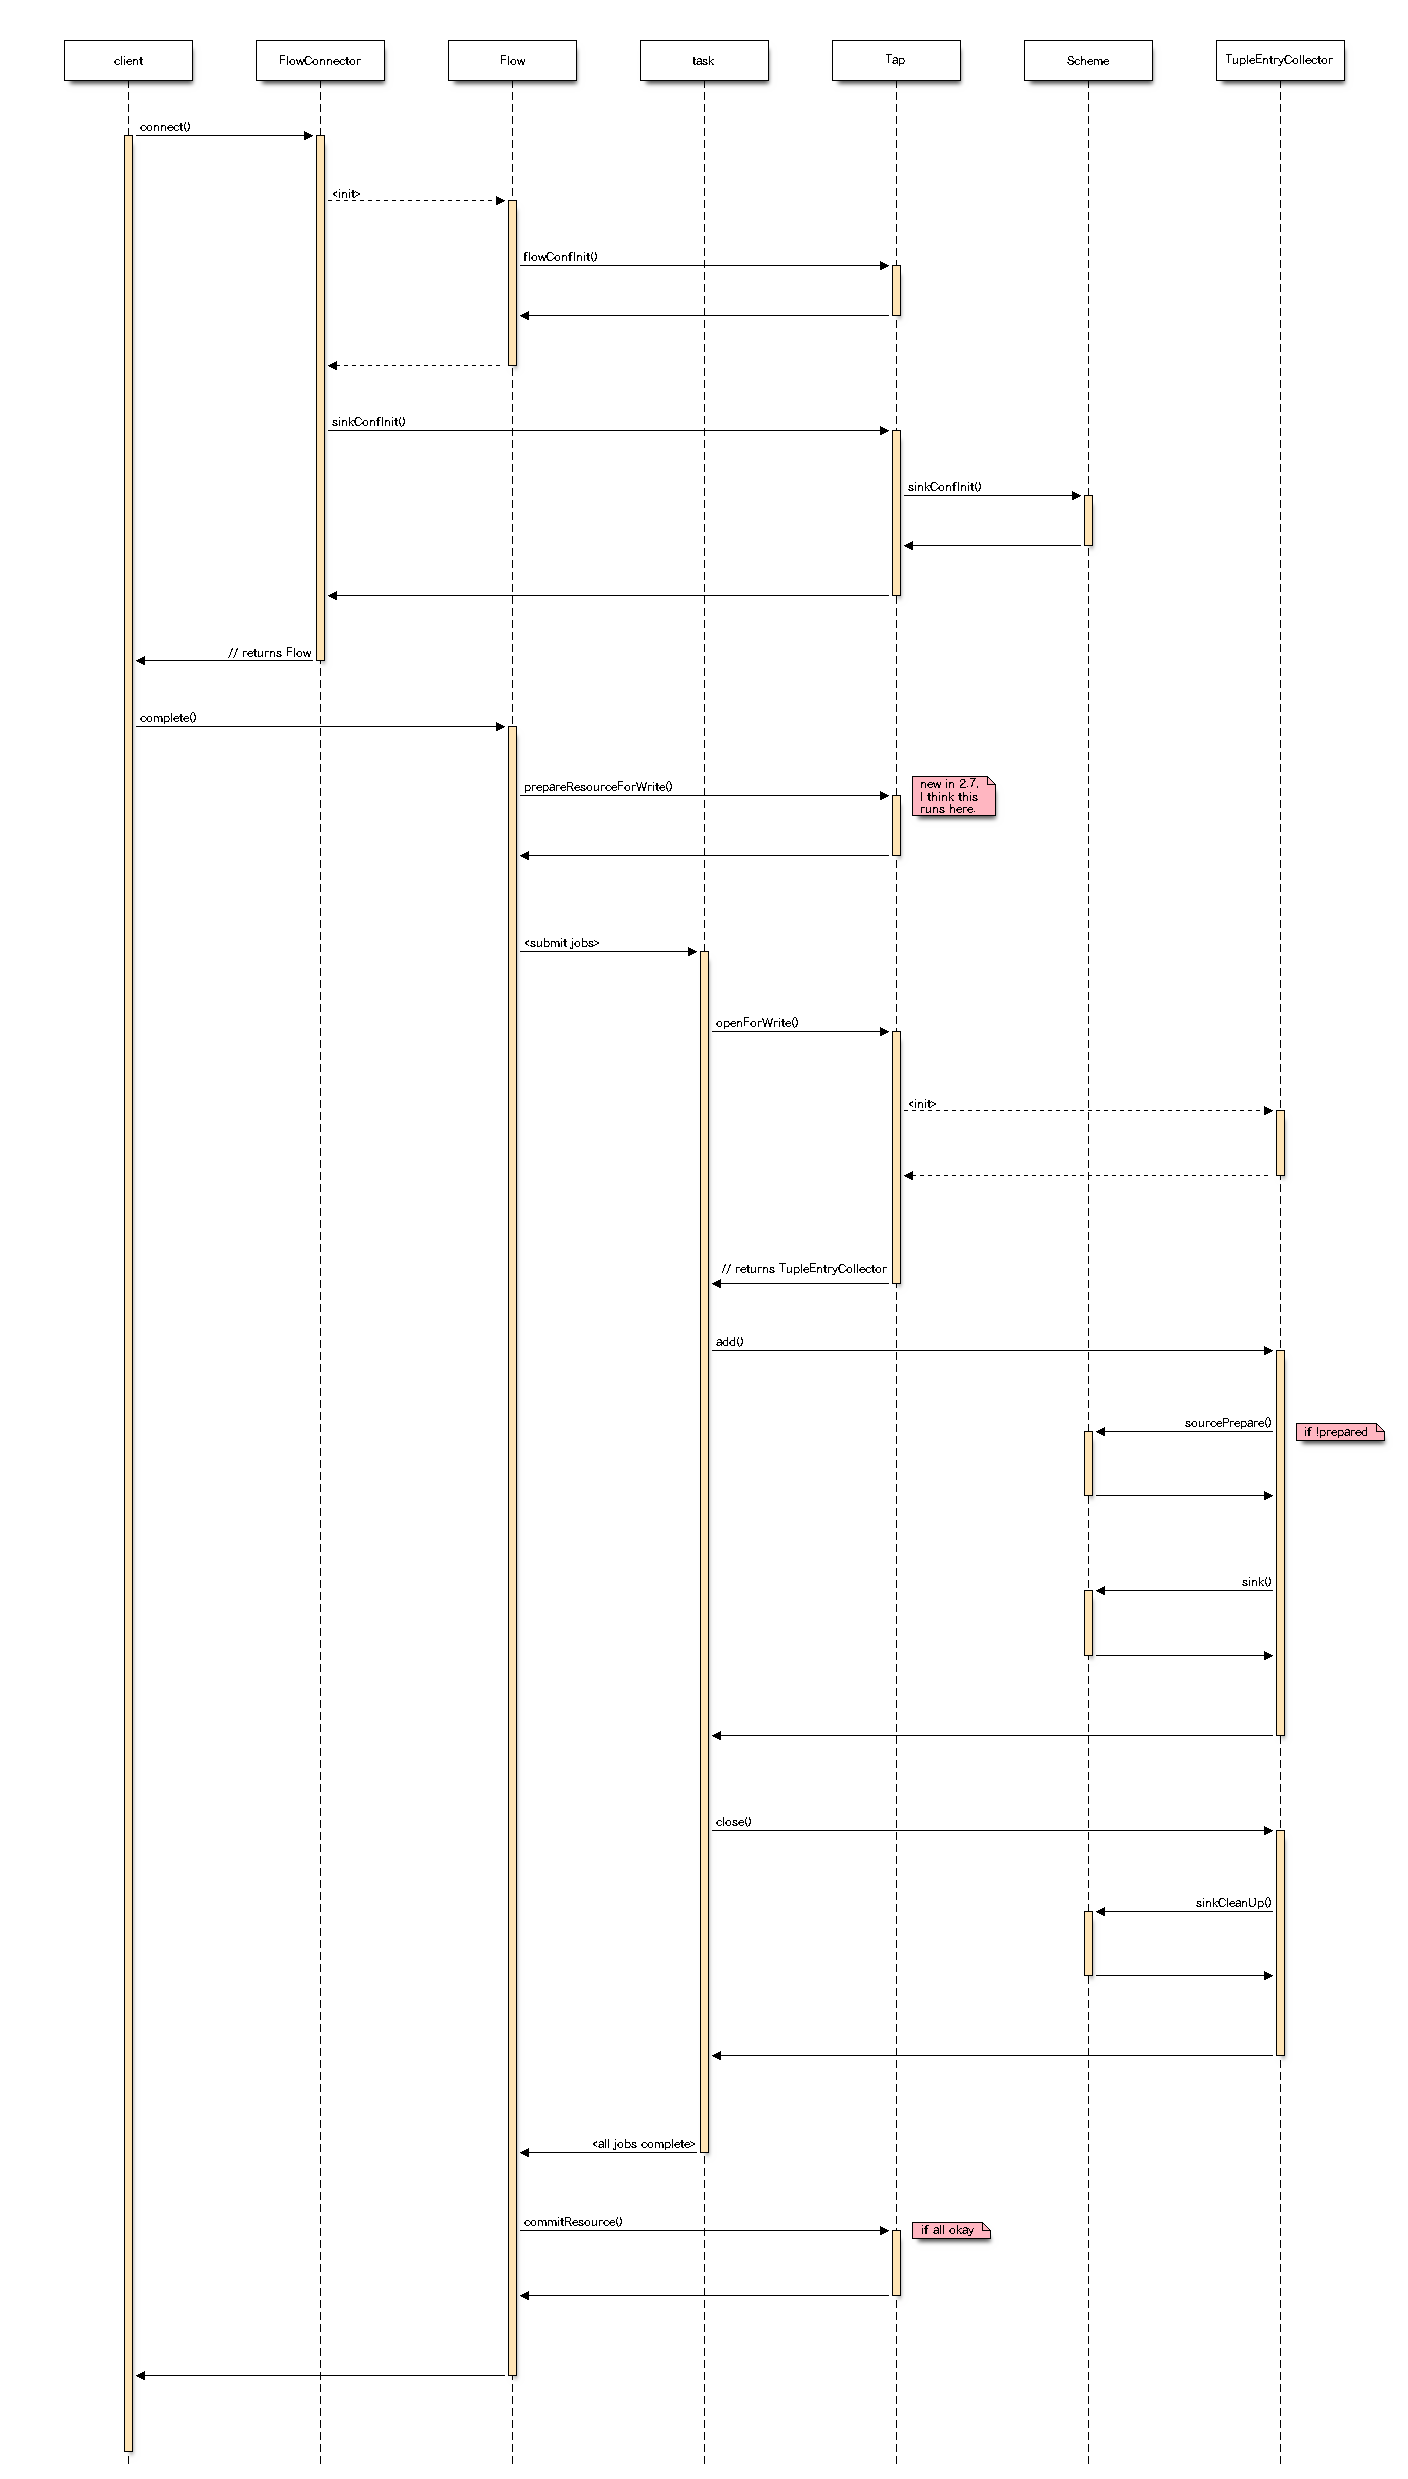 client
FlowConnector
Flow
task
Tap
Scheme
TupleEntryCollector
connect()
<init>
flowConfInit()
sinkConfInit()
sinkConfInit()
// returns Flow
complete()
prepareResourceForWrite()
new in 2.7,
I think this
runs here.
<submit jobs>
openForWrite()
<init>
// returns TupleEntryCollector
add()
sourcePrepare()
if !prepared
sink()
close()
sinkCleanUp()
<all jobs complete>
commitResource()
if all okay